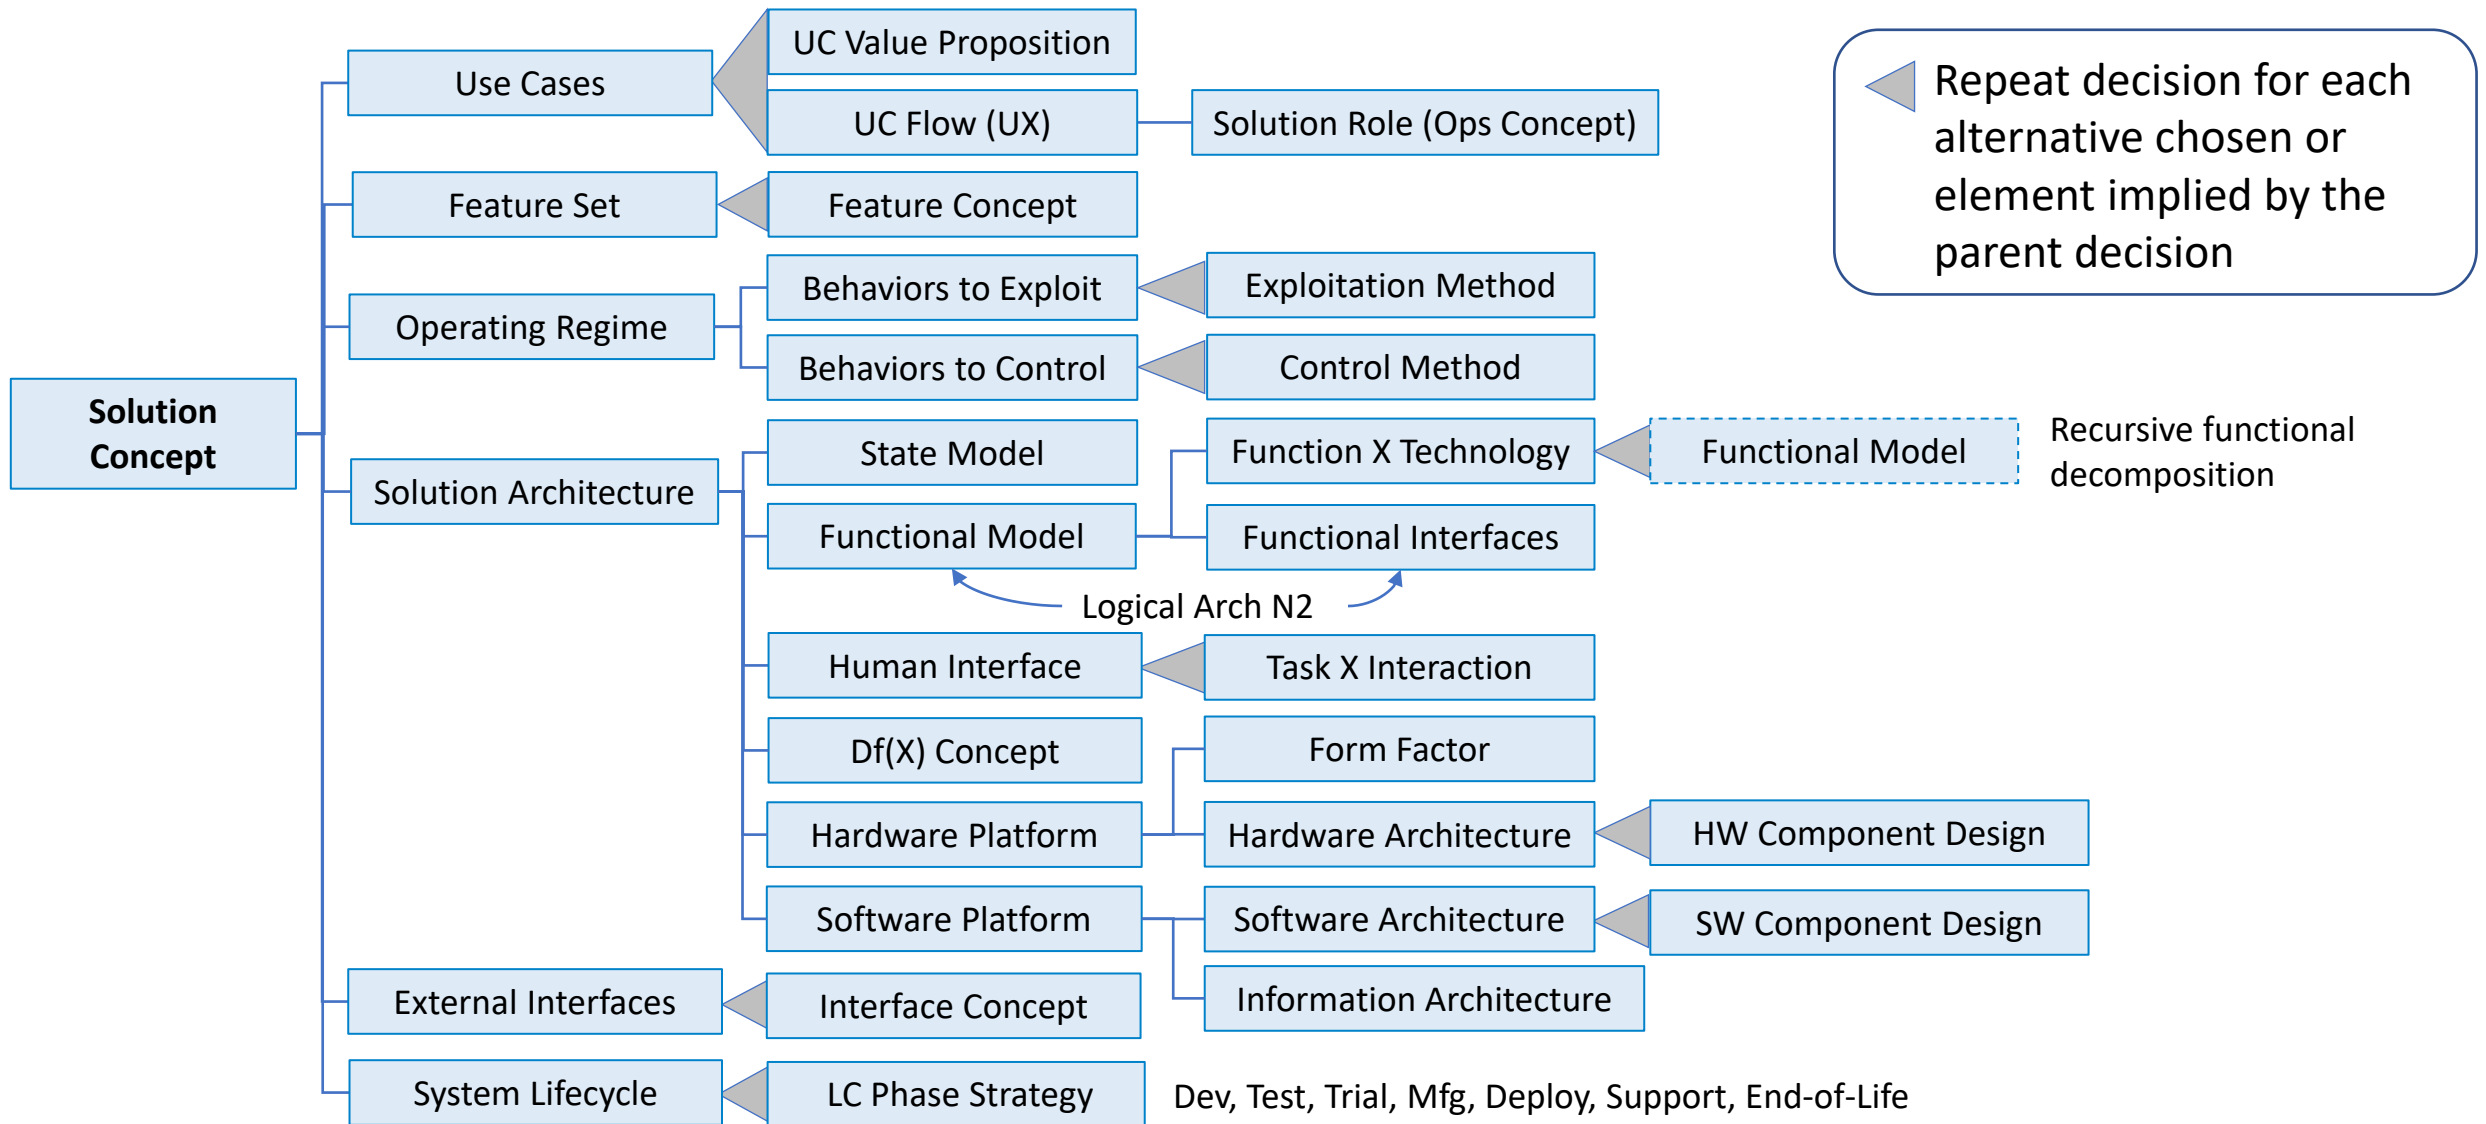 UC Value Proposition
Use Cases
UC Flow (UX)
Solution Role (Ops Concept)
Repeat decision for each
alternative chosen or
element implied by the
parent decision
Feature Set
Feature Concept
Behaviors to Exploit
Exploitation Method
Operating Regime
Behaviors to Control
Control Method
Solution
Concept
State Model
Function X Technology
Functional Model
Recursive functional
decomposition
Solution Architecture
Functional Model
Functional Interfaces
Logical Arch N2
Human Interface
Task X Interaction
Df(X) Concept
Form Factor
Hardware Platform
Hardware Architecture
HW Component Design
Software Platform
Software Architecture
SW Component Design
External Interfaces
Interface Concept
Information Architecture
System Lifecycle
LC Phase Strategy
Dev, Test, Trial, Mfg, Deploy, Support, End-of-Life